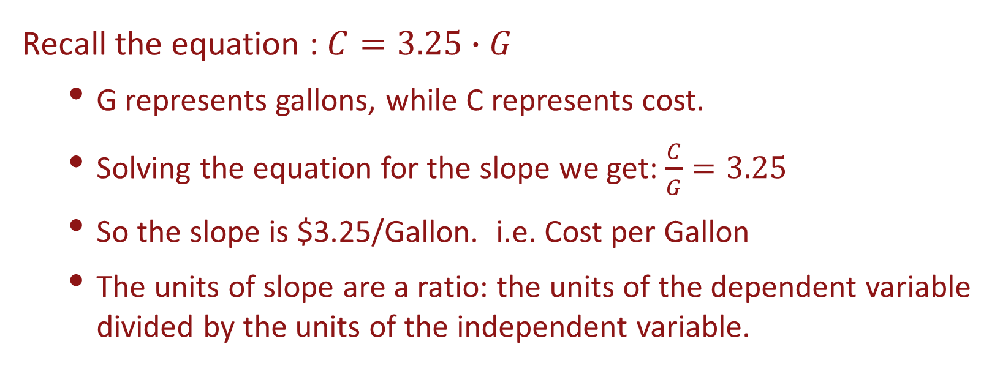 Recall the equation : C = 3.25 · G
• G represents gallons, while C represents cost.
• Solving the equation for the slope we get: C/G = 3.25
• So the slope is $3.25/Gallon.  i.e. Cost per Gallon
• The units of slope are a ratio: the units of the dependent variable
divided by the units of the independent variable.